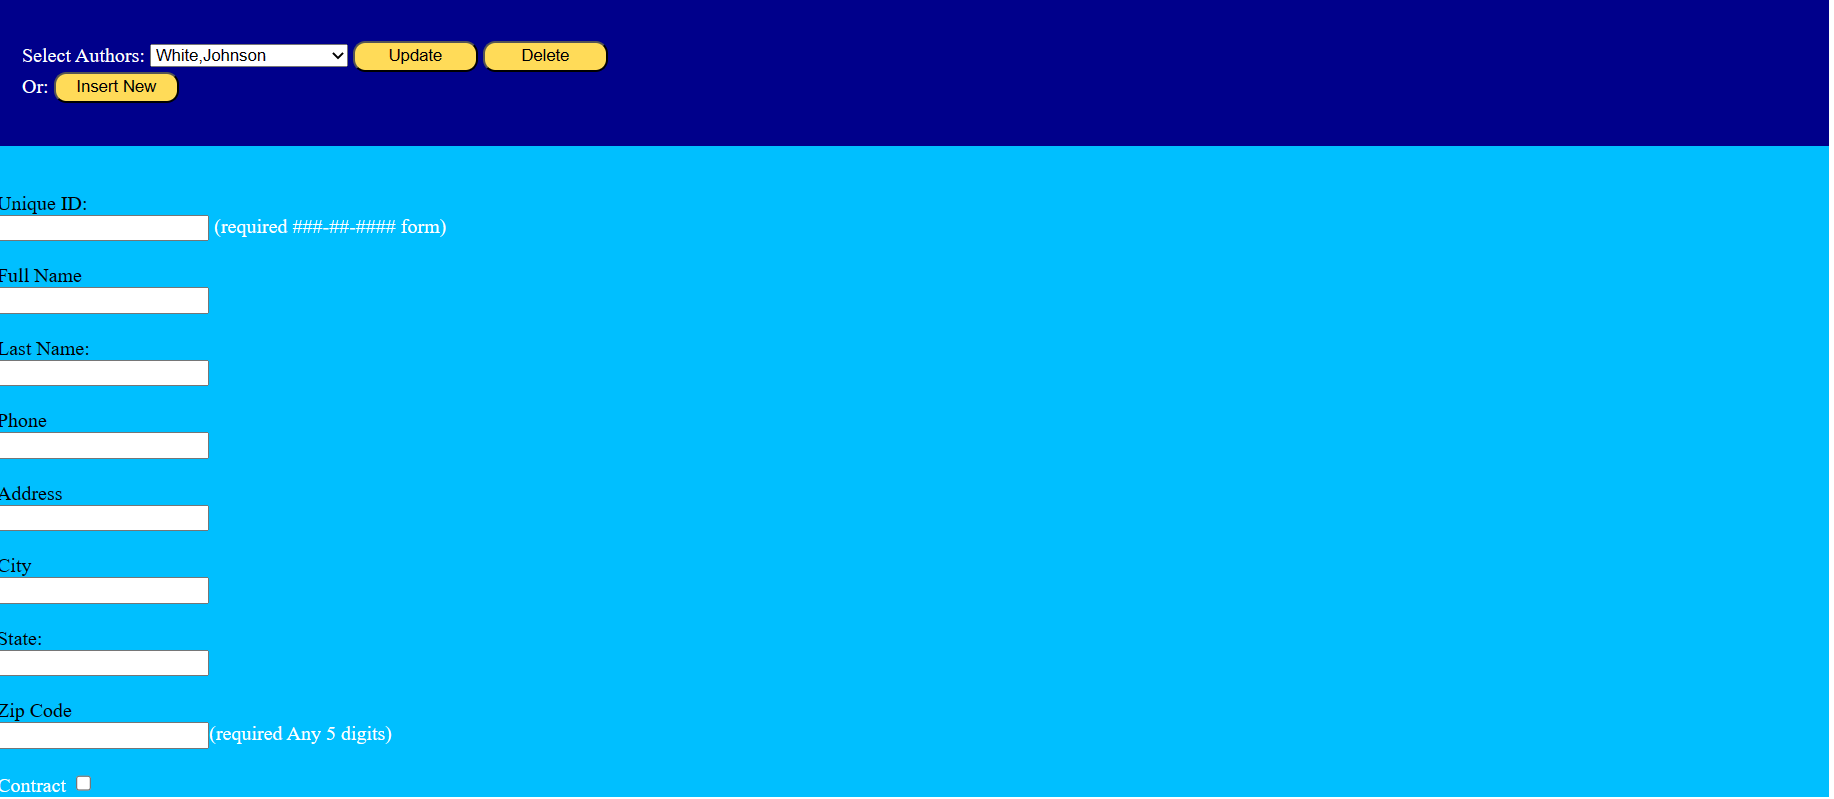 Select Authors: White,Johnson Update Delete
Or: Insert New
Unique ID:
(required ###-##-#### form)
Full Name
Last Name:
Phone
Address
City
State:
Zip Code
(required Any 5 digits)
Contract